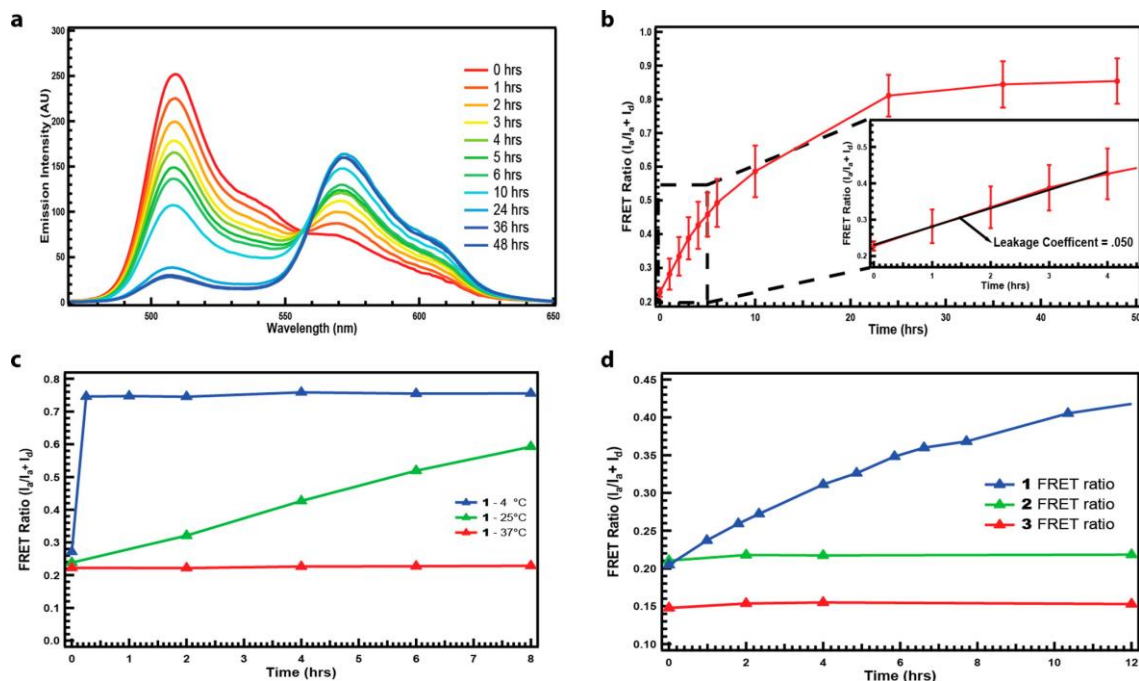 a
300
250
200
150
100
50
0
500
550
600
650
Emission Intensity (AU)
Wavelength (nm)
0 hrs
1 hrs
2 hrs
3 hrs
4 hrs
5 hrs
6 hrs
10 hrs
24 hrs
36 hrs
48 hrs
b
1.0
0.9
0.8
0.7
0.6
0.5
0.4
0.3
0.2
0
10
20
30
40
50
FRET Ratio (Ia/Ia+ Id)
Time (hrs)
0.5
0.4
0.3
0.2
0
1
2
3
4
5
FRET Ratio (Ia/Ia+ Id)
Leakage Coefficent = .050
Time (hrs)
c
0.8
0.7
0.6
0.5
0.4
0.3
0.2
0.1
0.0
0
1
2
4
6
8
FRET Ratio (Ia/Ia+ Id)
Time (hrs)
1 - 4 °C
1 - 25°C
1 - 37°C
d
0.45
0.40
0.35
0.30
0.25
0.20
0.15
0.10
0
2
4
6
8
10
12
FRET Ratio (Ia/Ia+ Id)
Time (hrs)
1 FRET ratio
2 FRET ratio
3 FRET ratio